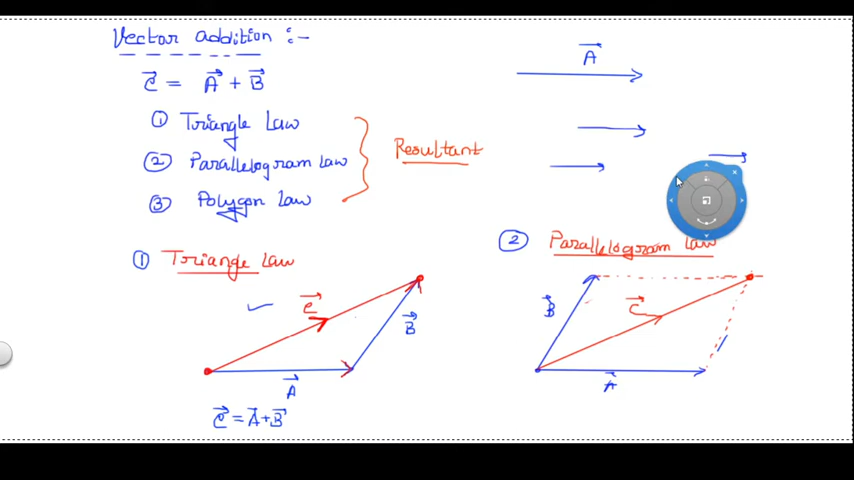 Vector addition :-
C⃗ = A⃗ + B⃗
① Triangle Law
② Parallelogram Law
③ Polygon Law
Resultant
A⃗
① Triangle Law
C⃗
B⃗
A⃗
C⃗ = A⃗ + B⃗
② Parallelogram Law
B⃗
C⃗
A⃗